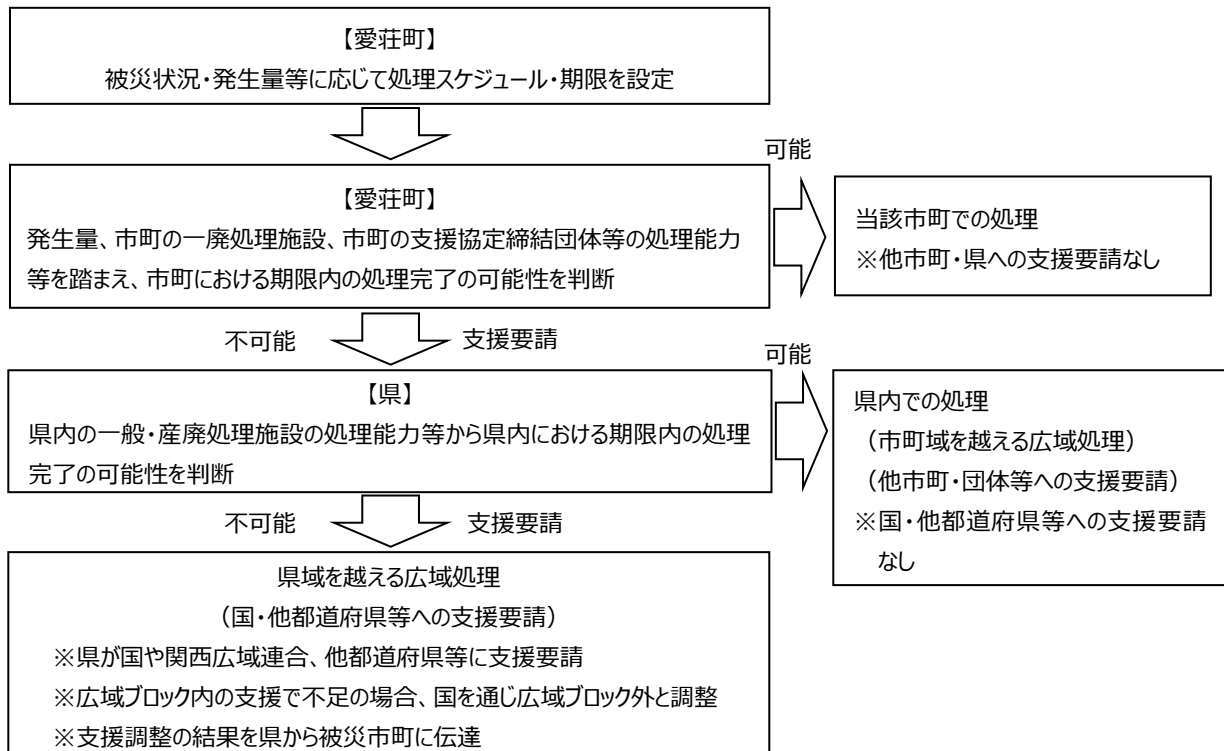 【愛荘町】
被災状況・発生量等に応じて処理スケジュール・期限を設定
可能
【愛荘町】
発生量、市町の一廃処理施設、市町の支援協定締結団体等の処理能力
等を踏まえ、市町における期限内の処理完了の可能性を判断
当該市町での処理
※他市町・県への支援要請なし
不可能
支援要請
可能
【県】
県内の一般・産廃処理施設の処理能力等から県内における期限内の処理
完了の可能性を判断
県内での処理
（市町域を越える広域処理）
（他市町・団体等への支援要請）
※国・他都道府県等への支援要請
なし
不可能
支援要請
県域を越える広域処理
（国・他都道府県等への支援要請）
※県が国や関西広域連合、他都道府県等に支援要請
※広域ブロック内の支援で不足の場合、国を通じ広域ブロック外と調整
※支援調整の結果を県から被災市町に伝達